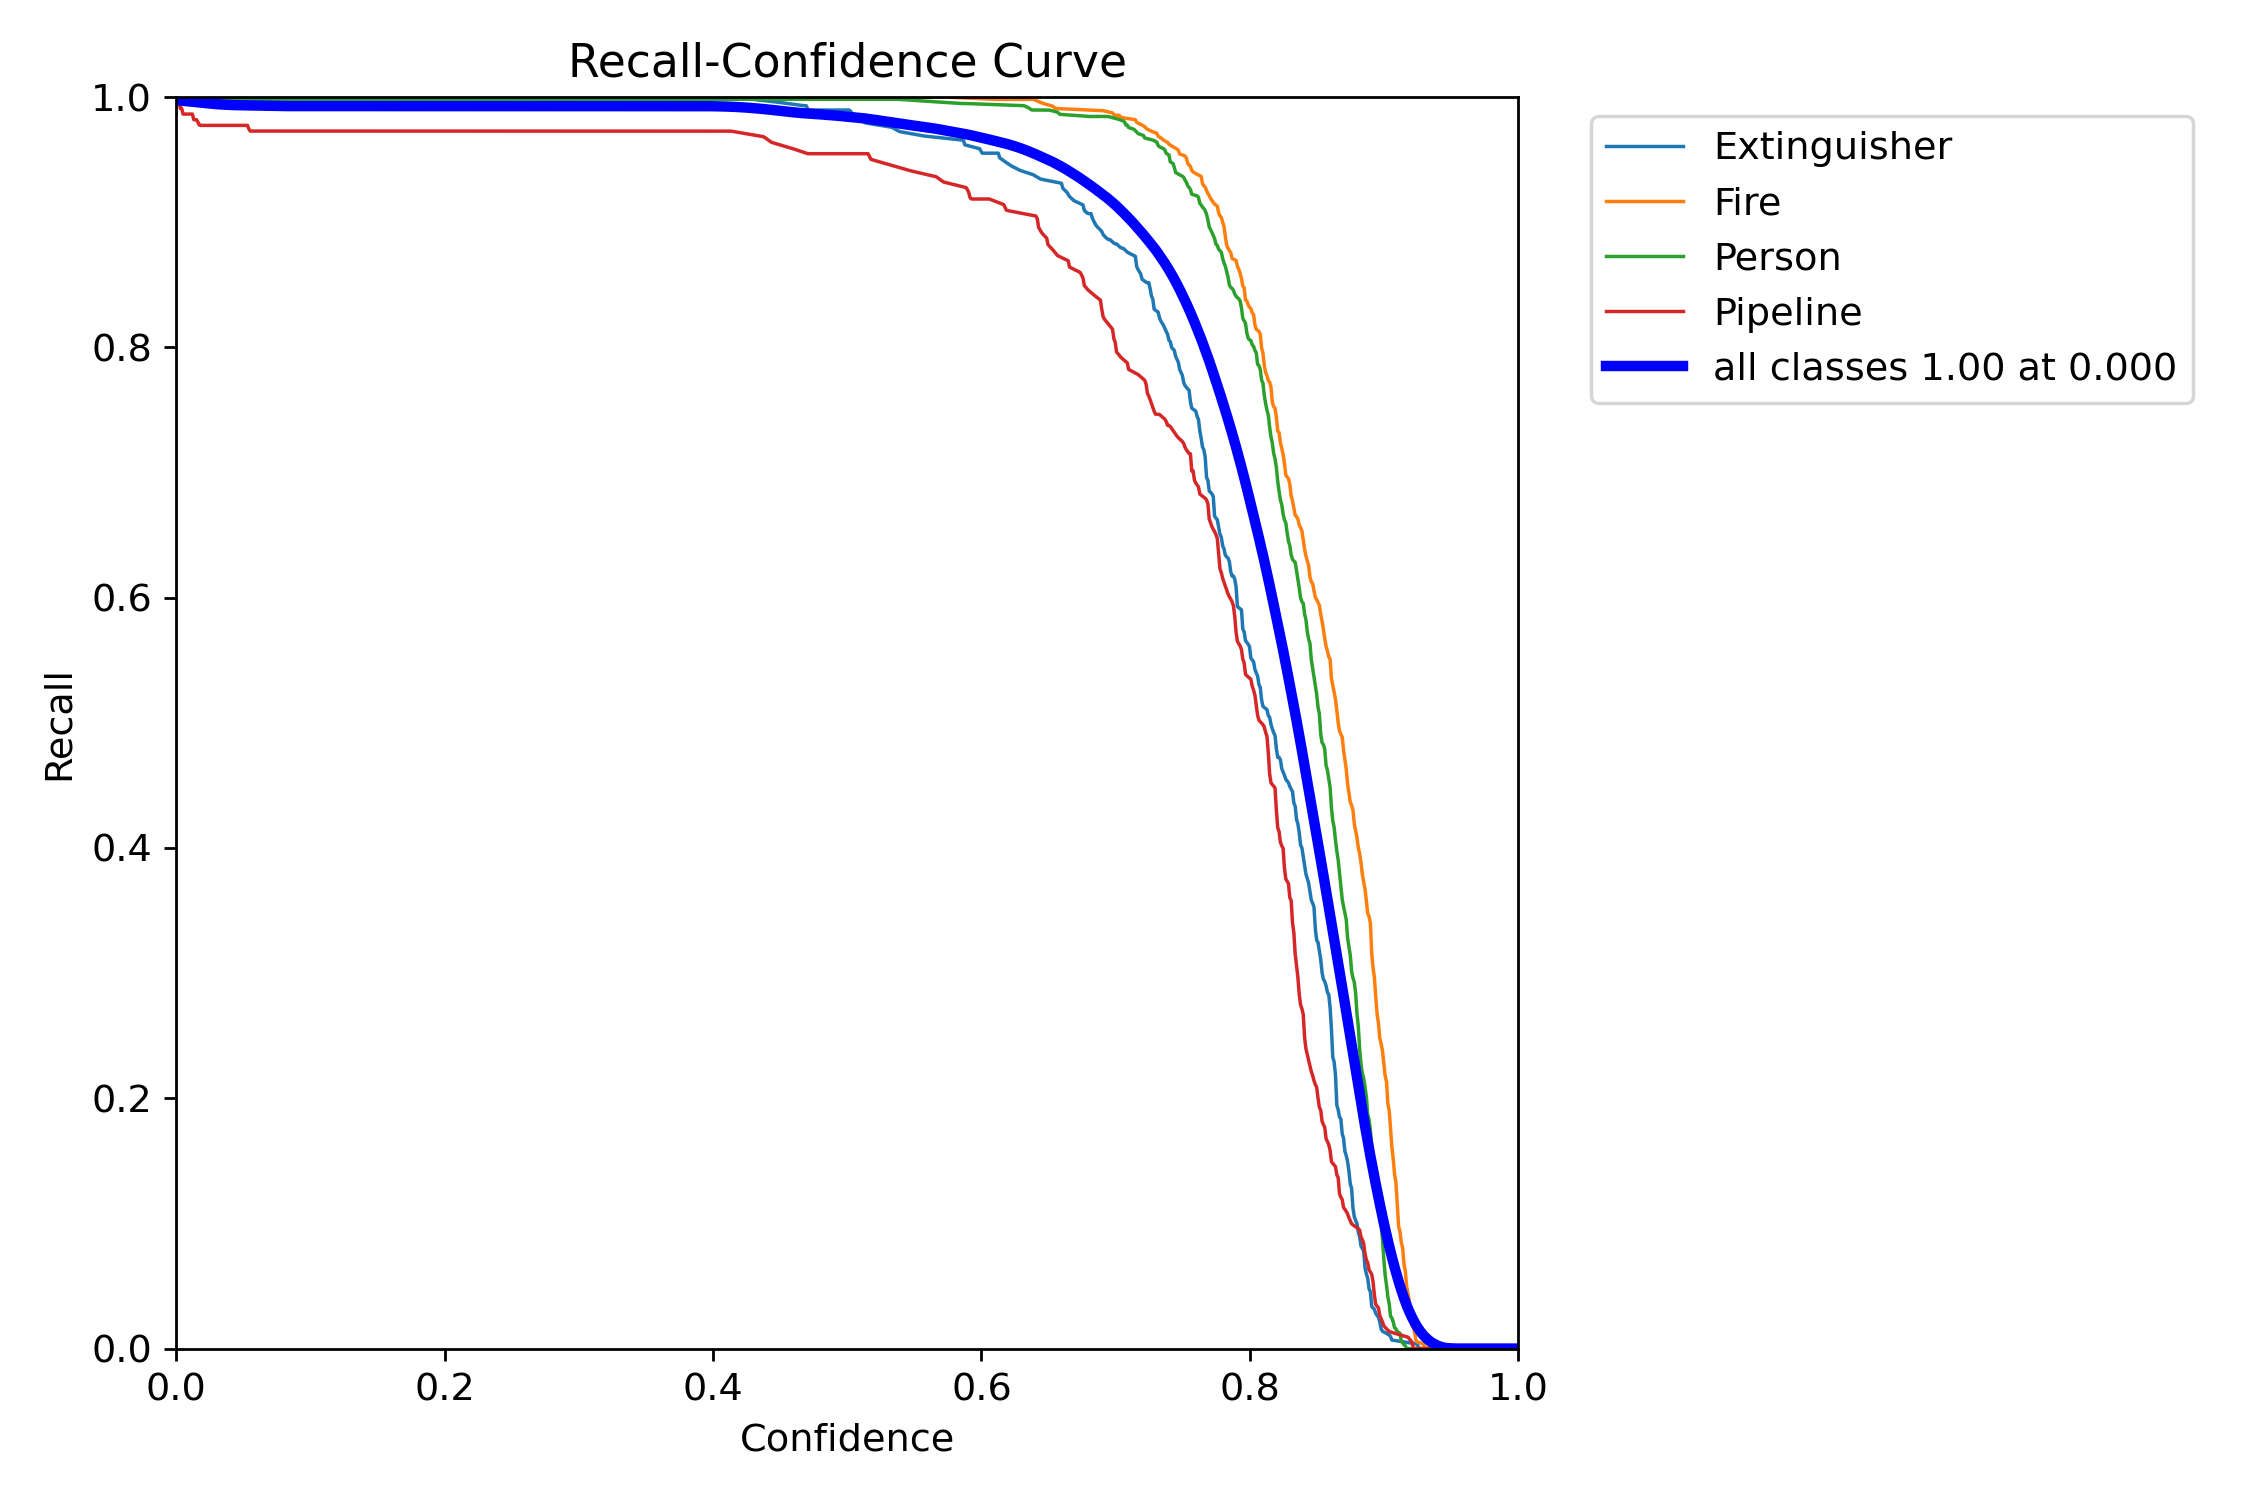 Recall-Confidence Curve
1.0
0.8
0.6
0.4
0.2
0.0
Recall
0.0 0.2 0.4 0.6 0.8 1.0
Confidence
Extinguisher
Fire
Person
Pipeline
all classes 1.00 at 0.000